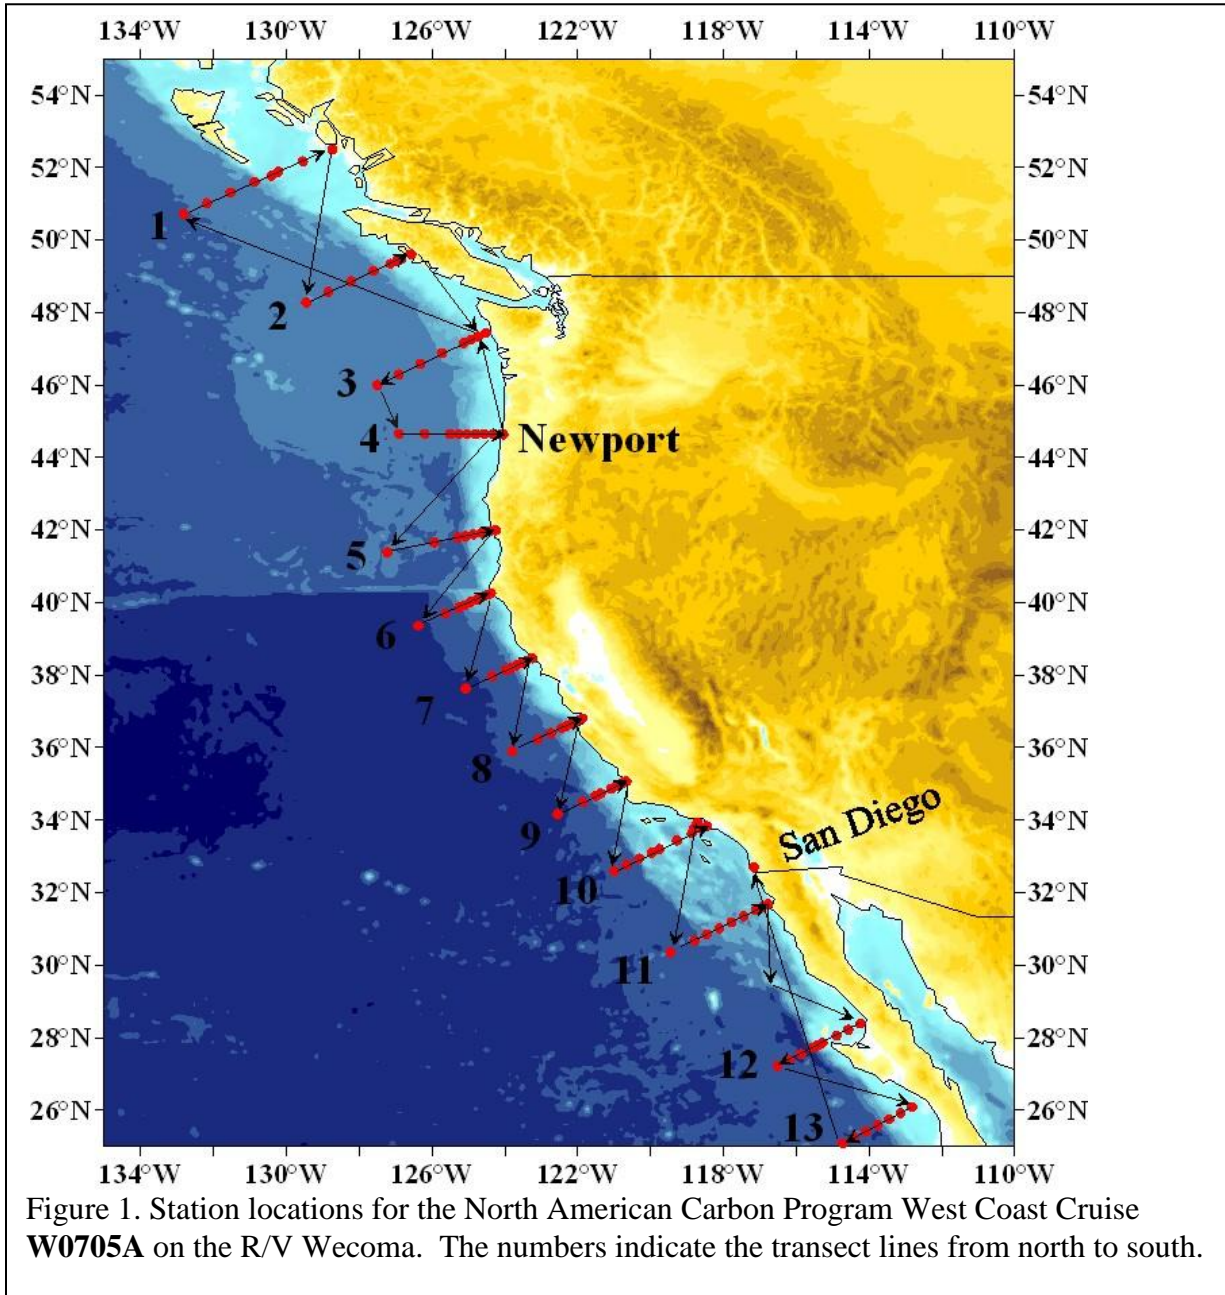 134°W 130°W 126°W 122°W 118°W 114°W 110°W
54°N 54°N
52°N 52°N
1 50°N 50°N
2 48°N 48°N
3 46°N 46°N
4 Newport
44°N 44°N
5 42°N 42°N
6 40°N 40°N
7 38°N 38°N
8 36°N 36°N
9 34°N San Diego 34°N
10 32°N 32°N
11 30°N 30°N
12 28°N 28°N
13 26°N 26°N
134°W 130°W 126°W 122°W 118°W 114°W 110°W
Figure 1. Station locations for the North American Carbon Program West Coast Cruise
W0705A on the R/V Wecoma. The numbers indicate the transect lines from north to south.